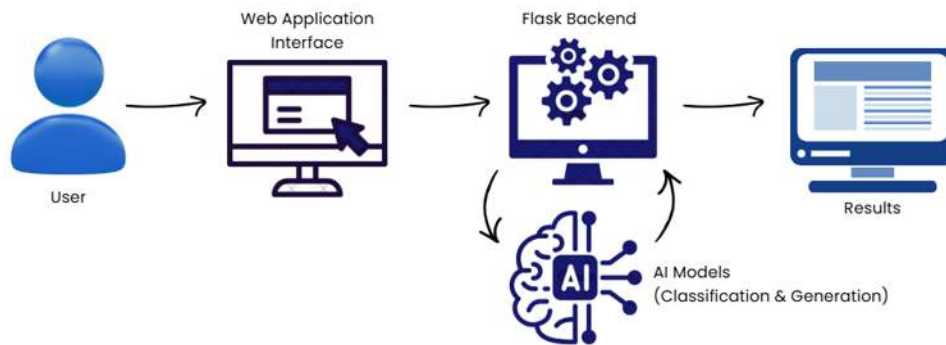 Web Application
Interface
Flask Backend
User
Results
AI
AI Models
(Classification & Generation)